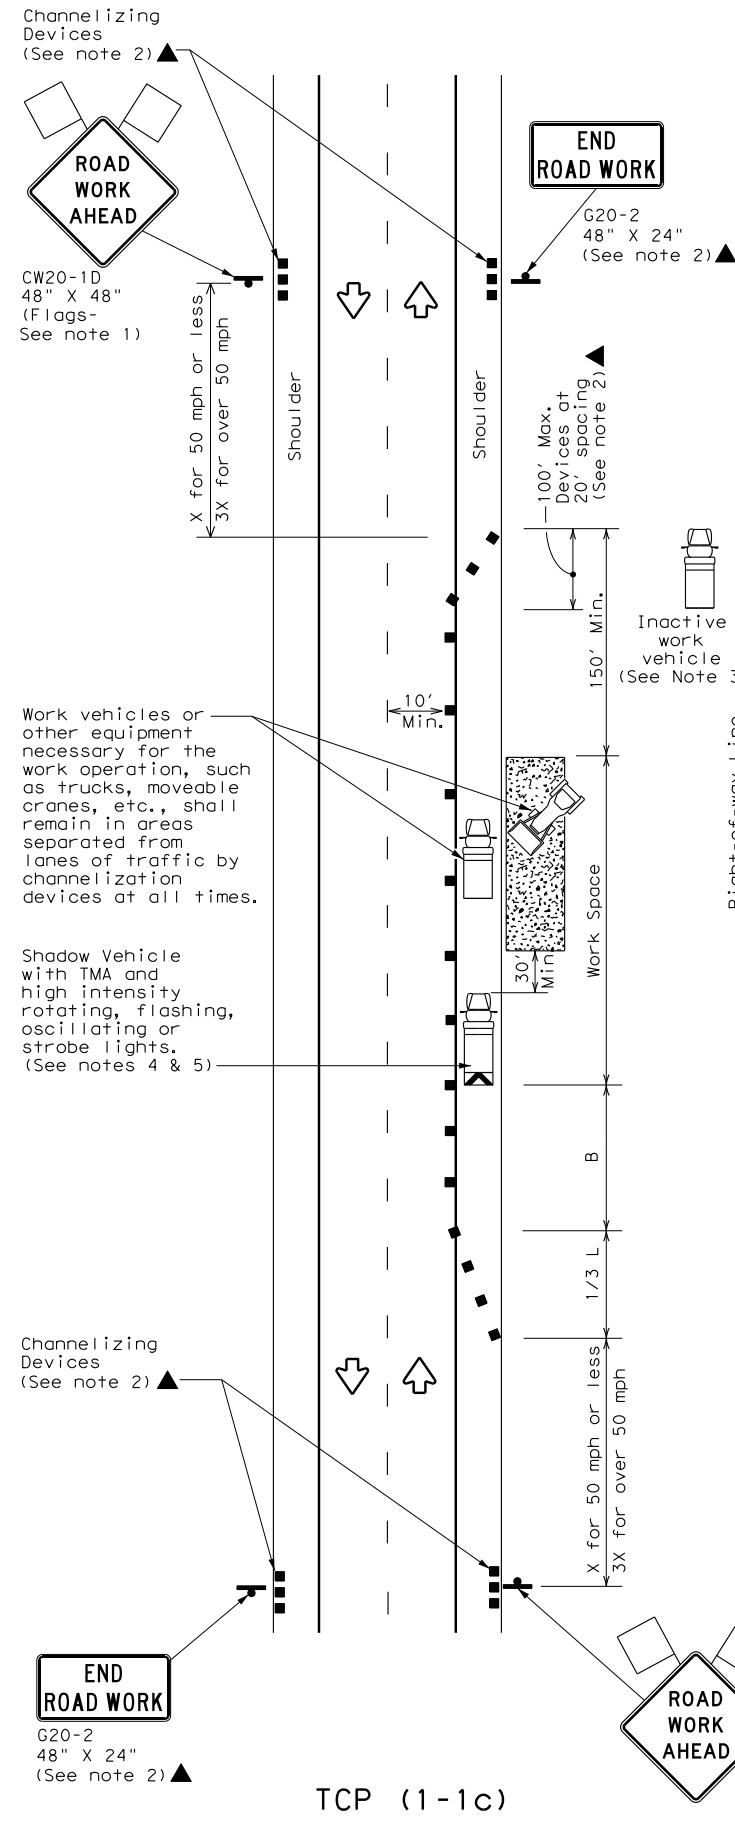 Channelizing
Devices
(See note 2)
ROAD
WORK
AHEAD
CW20-1D
48" X 48"
(Flags-
See note 1)
END
ROAD WORK
G20-2
48" X 24"
(See note 2)
X for 50 mph or less
3X for over 50 mph
Shoulder
Shoulder
100' Max.
Devices at
20' spacing
(See note 2)
150' Min.
Inactive
work
vehicle
(See Note 3
Right-of-way Line
10'
Min.
Work vehicles or
other equipment
necessary for the
work operation, such
as trucks, moveable
cranes, etc., shall
remain in areas
separated from
lanes of traffic by
channelization
devices at all times.
Work Space
30'
Min.
Shadow Vehicle
with TMA and
high intensity
rotating, flashing,
oscillating or
strobe lights.
(See notes 4 & 5)
B
1/3 L
Channelizing
Devices
(See note 2)
X for 50 mph or less
3X for over 50 mph
END
ROAD WORK
G20-2
48" X 24"
(See note 2)
ROAD
WORK
AHEAD
TCP (1-1c)